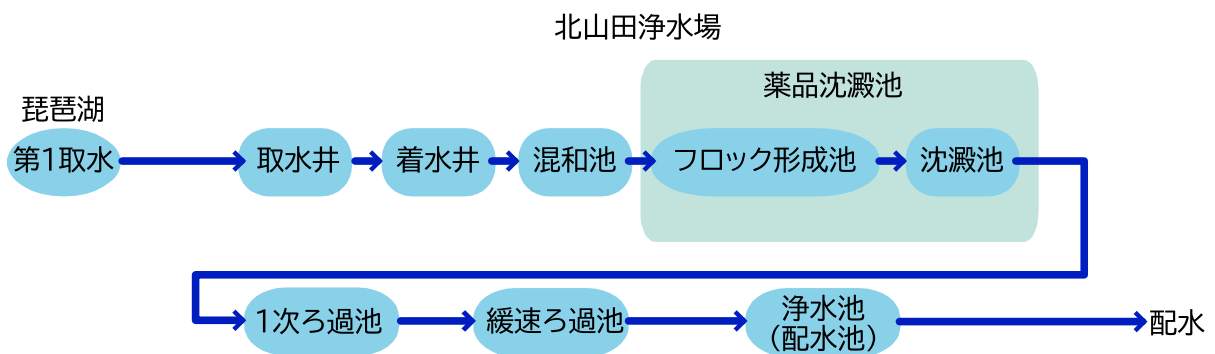 北山田浄水場
薬品沈澱池
琵琶湖
第1取水
取水井
着水井
混和池
フロック形成池
沈澱池
1次ろ過池
緩速ろ過池
浄水池
（配水池）
配水